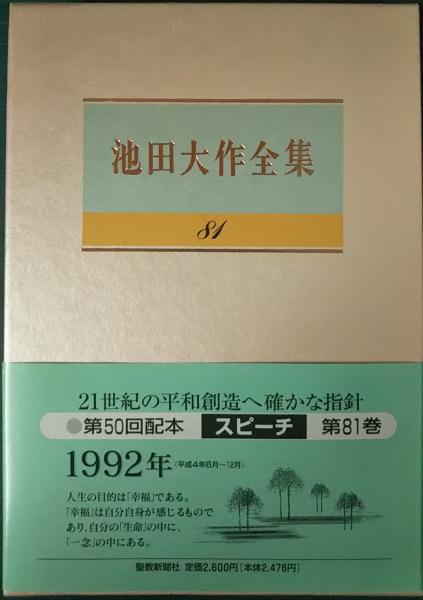 池田大作全集
81
21世紀の平和創造へ確かな指針
●第50回配本 スピーチ 第81巻
1992年(平成4年6月～12月)
人生の目的は「幸福」である。
「幸福」は自分自身が感じるもので
あり、自分の「生命」の中に、
「一念」の中にある。
聖教新聞社 定価2,600円[本体2,476円]